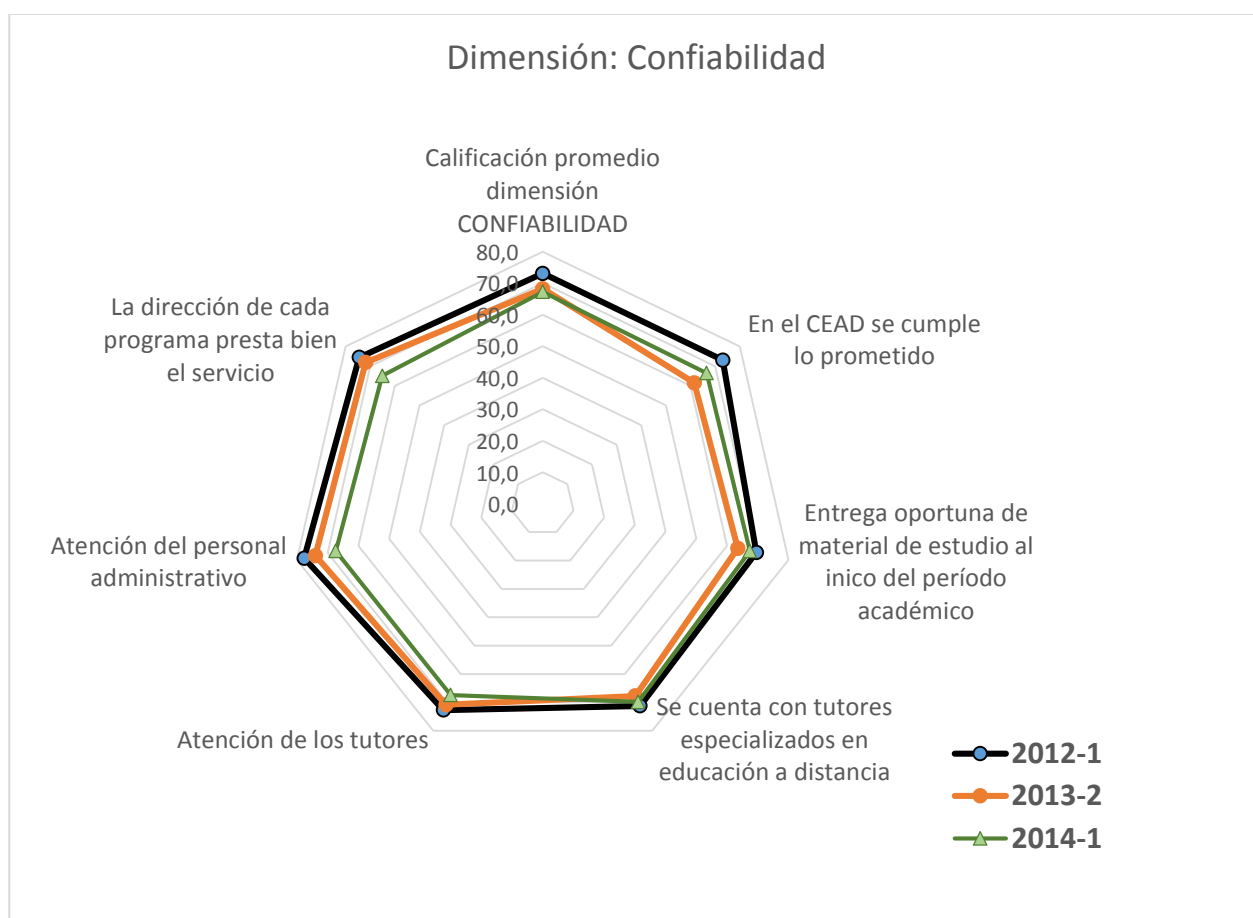 Dimensión: Confiabilidad
Calificación promedio
dimensión
CONFIABILIDAD
80,0
70,0
60,0
50,0
40,0
30,0
20,0
10,0
0,0
En el CEAD se cumple
lo prometido
Entrega oportuna de
material de estudio al
inico del período
académico
Se cuenta con tutores
especializados en
educación a distancia
Atención de los tutores
Atención del personal
administrativo
La dirección de cada
programa presta bien
el servicio
2012-1
2013-2
2014-1